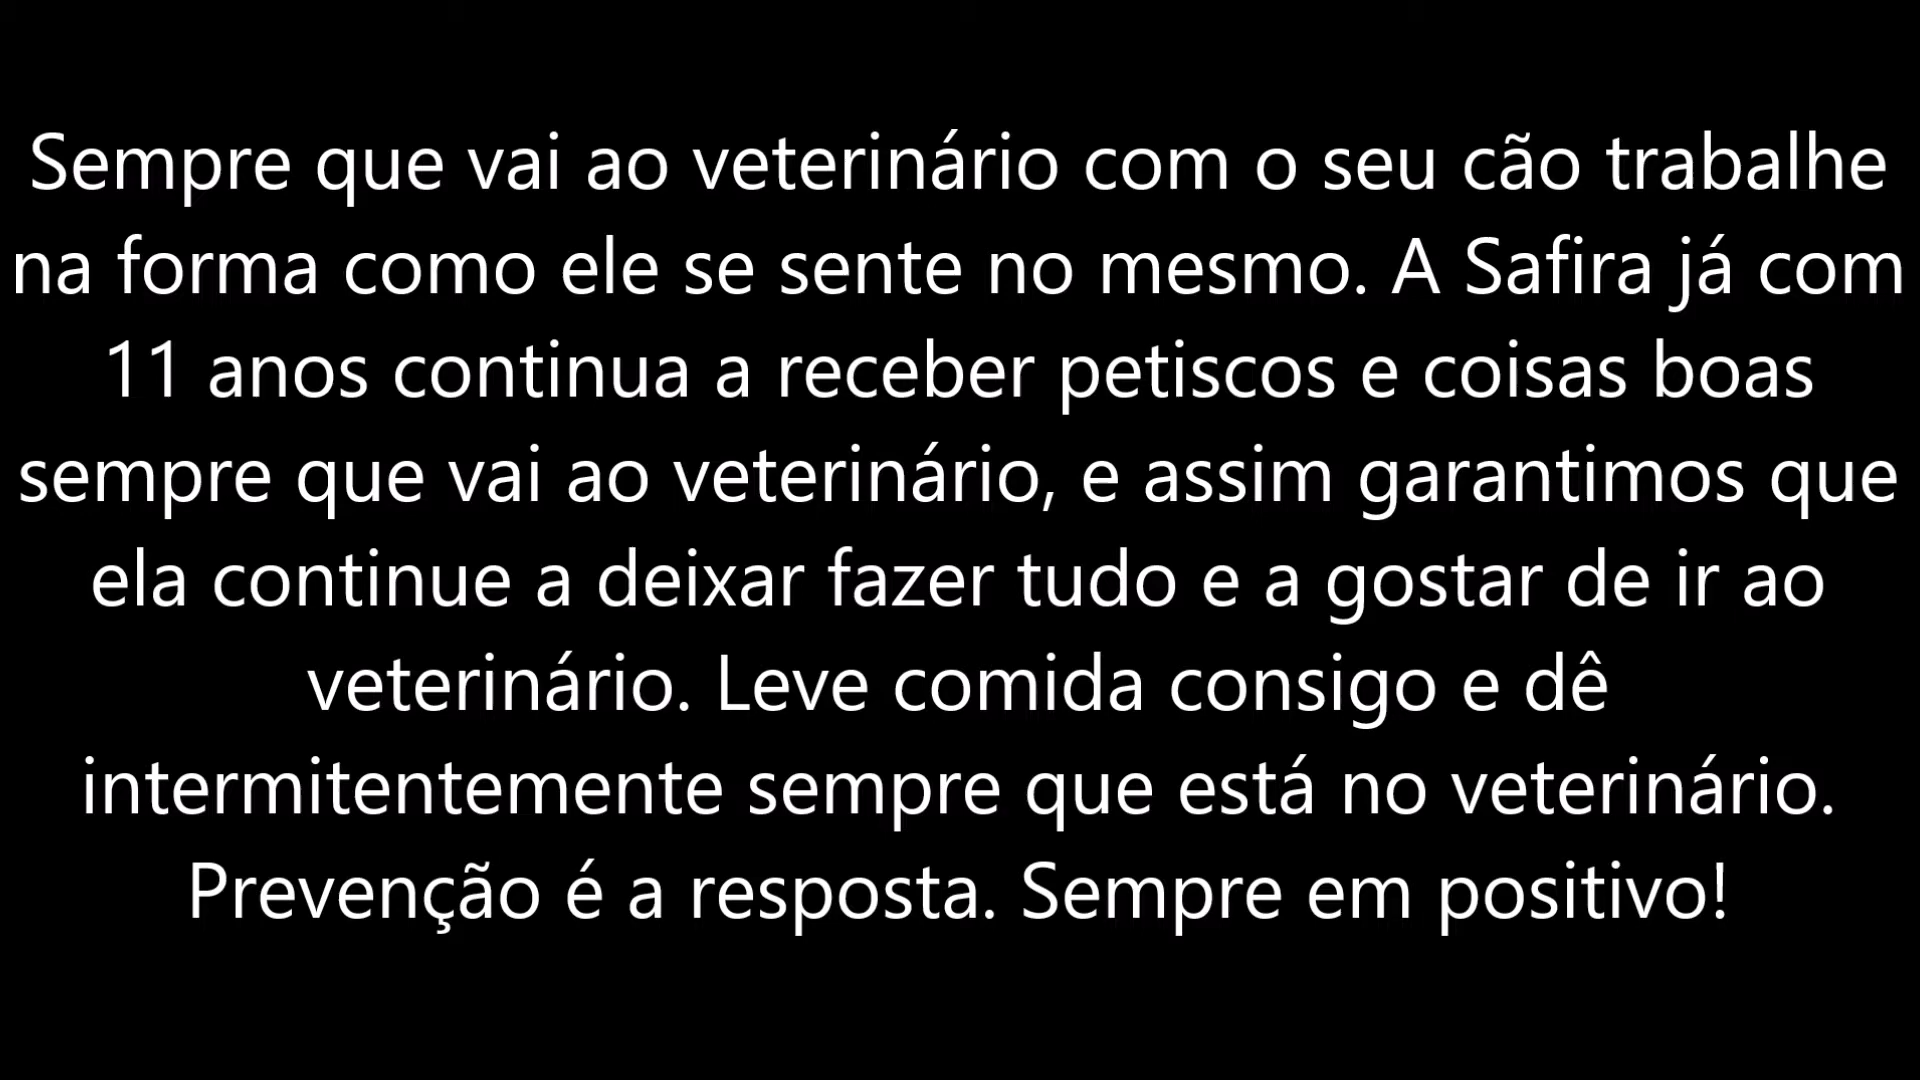 Sempre que vai ao veterinário com o seu cão trabalhe
na forma como ele se sente no mesmo. A Safira já com
11 anos continua a receber petiscos e coisas boas
sempre que vai ao veterinário, e assim garantimos que
ela continue a deixar fazer tudo e a gostar de ir ao
veterinário. Leve comida consigo e dê
intermitentemente sempre que está no veterinário.
Prevenção é a resposta. Sempre em positivo!